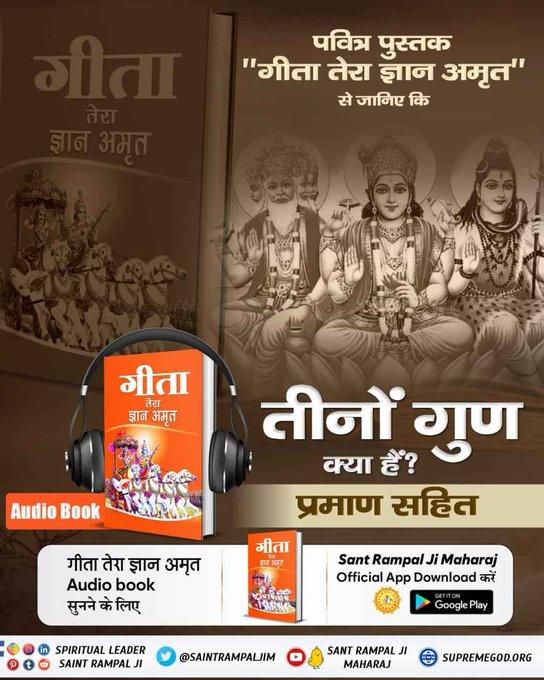 गीता
तेरा
ज्ञान अमृत
पवित्र पुस्तक
"गीता तेरा ज्ञान अमृत"
से जानिए कि
गीता
तेरा
ज्ञान अमृत
Audio Book
तीनों गुण
क्या हैं?
प्रमाण सहित
गीता तेरा ज्ञान अमृत
Audio book
सुनने के लिए
गीता
तेरा
ज्ञान अमृत
Sant Rampal Ji Maharaj
Official App Download करें
GET IT ON
Google Play
SPIRITUAL LEADER
SAINT RAMPAL JI
@SAINTRAMPALJIM
SANT RAMPAL JI
MAHARAJ
SUPREMEGOD.ORG